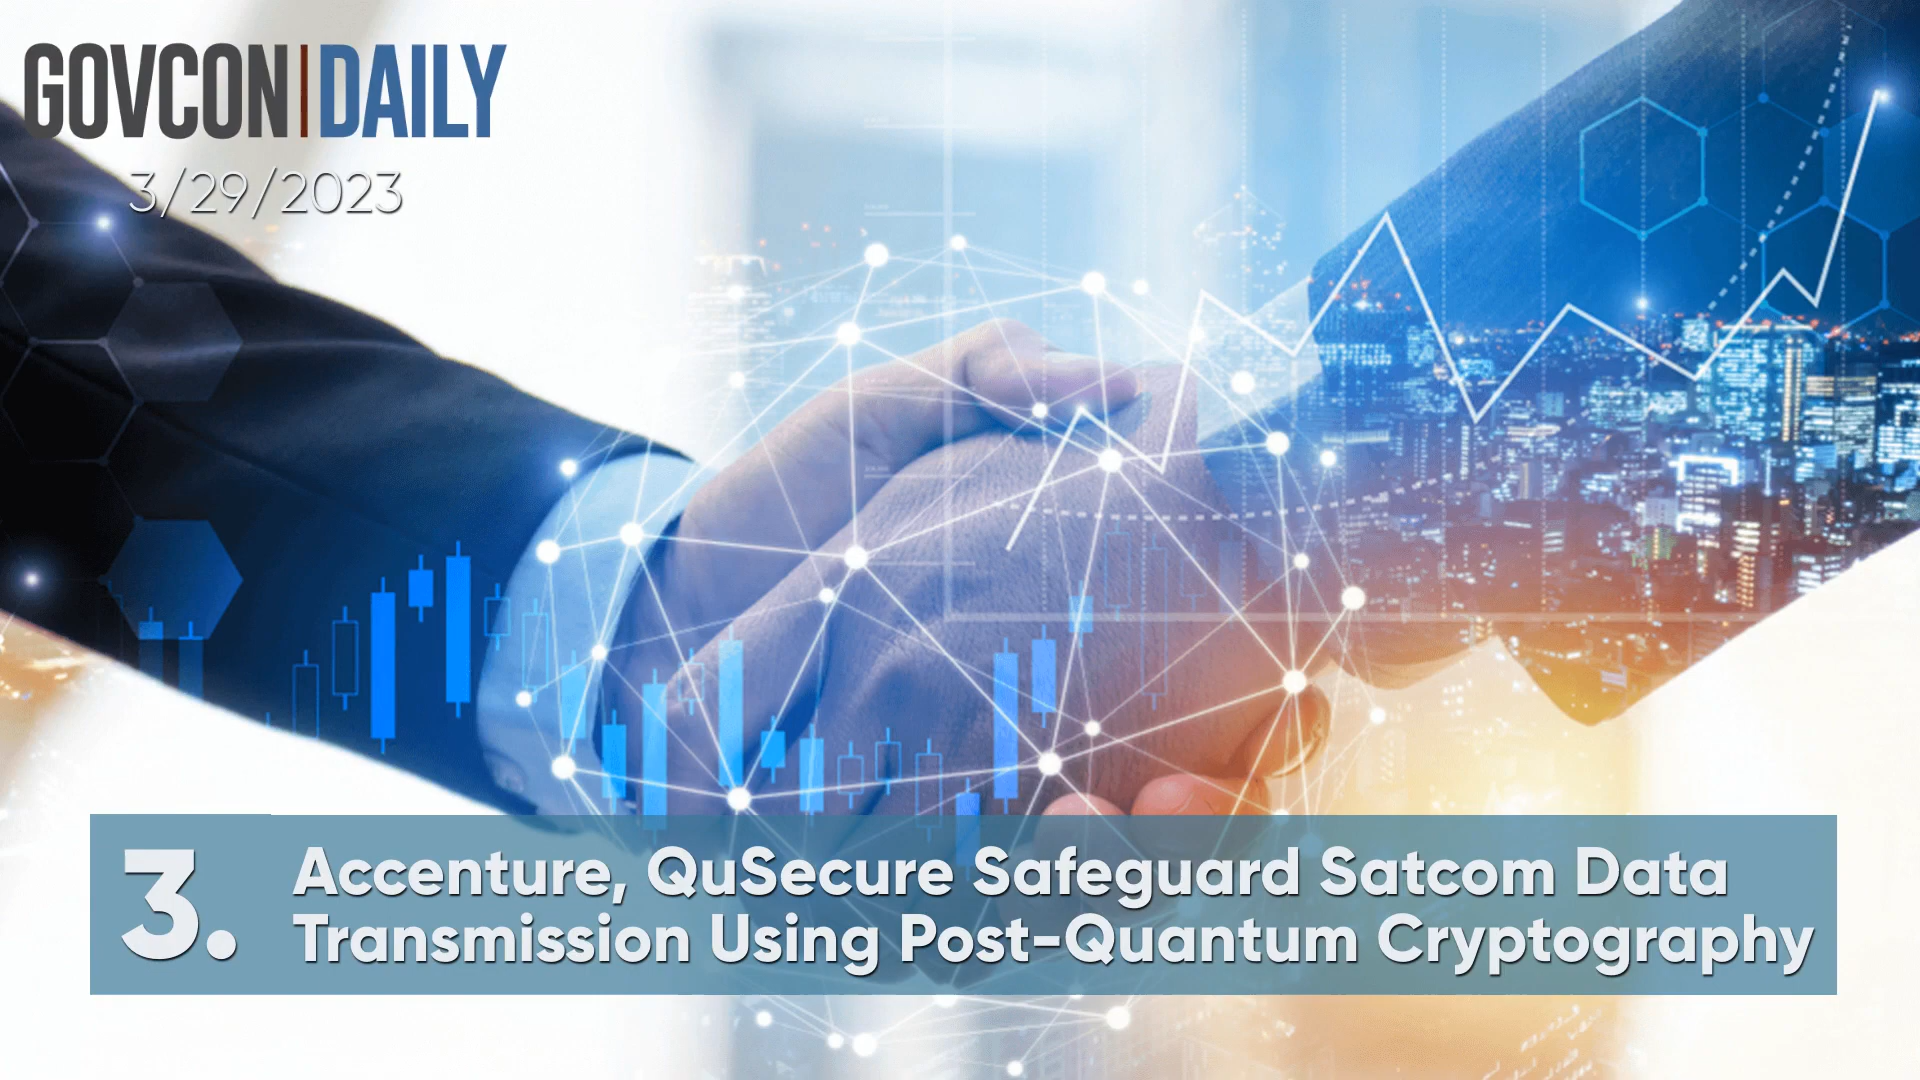 GOVCON|DAILY
3/29/2023
3. Accenture, QuSecure Safeguard Satcom Data
Transmission Using Post-Quantum Cryptography